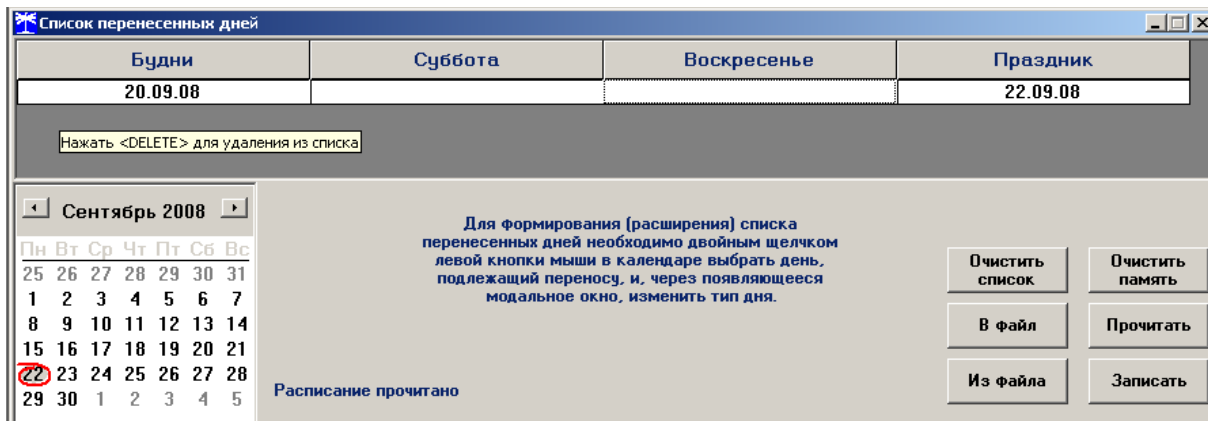 Список перенесенных дней
Будни Суббота Воскресенье Праздник
20.09.08 22.09.08
Нажать <DELETE> для удаления из списка
Сентябрь 2008
Пн Вт Ср Чт Пт Сб Вс
25 26 27 28 29 30 31
1 2 3 4 5 6 7
8 9 10 11 12 13 14
15 16 17 18 19 20 21
22 23 24 25 26 27 28
29 30 1 2 3 4 5
Для формирования (расширения) списка
перенесенных дней необходимо двойным щелчком
левой кнопки мыши в календаре выбрать день,
подлежащий переносу, и, через появляющееся
модальное окно, изменить тип дня.
Расписание прочитано
Очистить
список
Очистить
память
В файл
Прочитать
Из файла
Записать